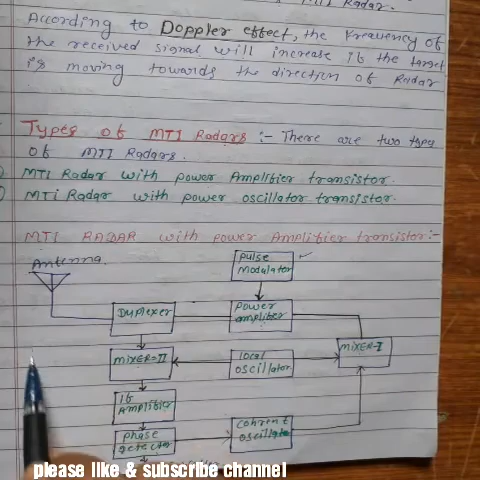 MTI Radar.
According to Doppler effect, the frequency of
the received signal will increase if the target
is moving towards the direction of Radar
Types of MTI Radars :- There are two type
of MTI Radars.
MTI Radar with power Amplifier transistor.
MTi Radar with power oscillator transistor.
MTI RADAR with power Amplifier transistor:-
Antenna.
pulse
Modulator
Duplexer
power
amplifier
mixer-II
local
oscillator
mixer-I
If
Amplifier
phase
detector
oscillator
please like & subscribe channel